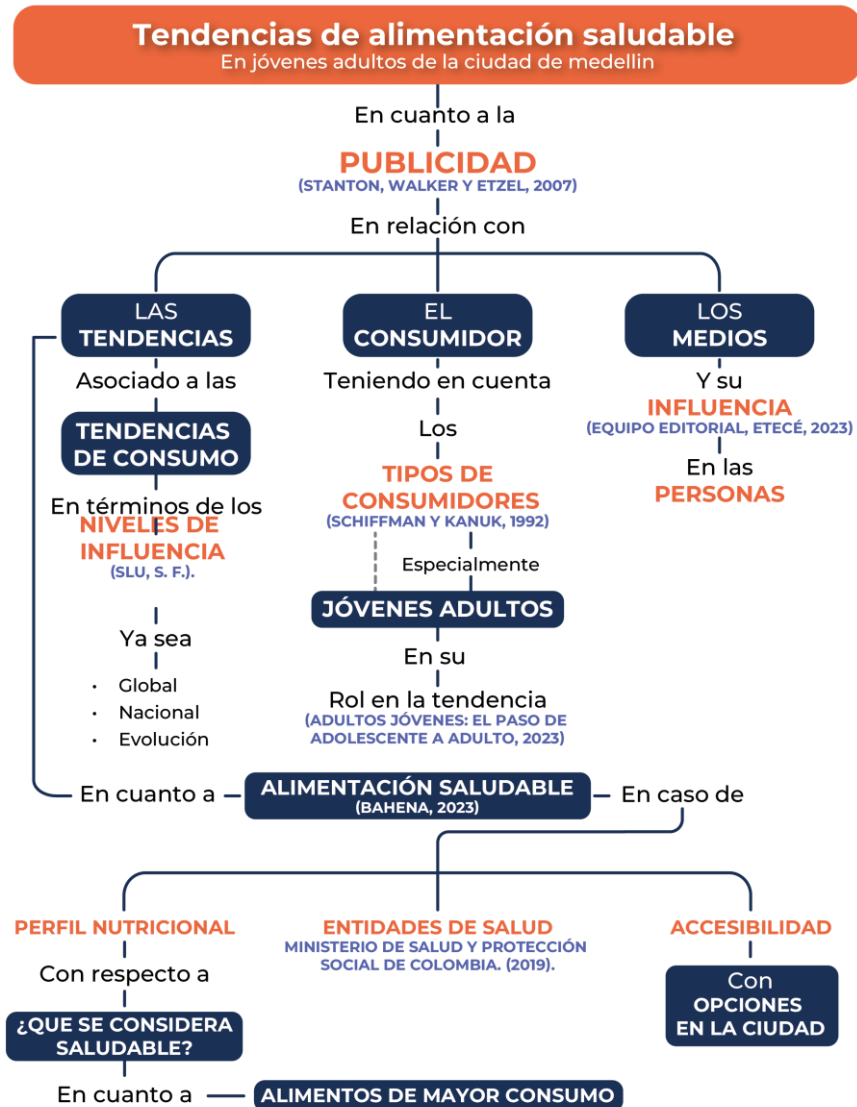 Tendencias de alimentación saludable
En jóvenes adultos de la ciudad de medellin
En cuanto a la
PUBLICIDAD
(STANTON, WALKER Y ETZEL, 2007)
En relación con
LAS
TENDENCIAS
Asociado a las
TENDENCIAS
DE CONSUMO
En términos de los
NIVELES DE
INFLUENCIA
(SLU, S. F.).
Ya sea
· Global
· Nacional
· Evolución
EL
CONSUMIDOR
Teniendo en cuenta
Los
TIPOS DE
CONSUMIDORES
(SCHIFFMAN Y KANUK, 1992)
Especialmente
JÓVENES ADULTOS
En su
Rol en la tendencia
(ADULTOS JÓVENES: EL PASO DE
ADOLESCENTE A ADULTO, 2023)
LOS
MEDIOS
Y su
INFLUENCIA
(EQUIPO EDITORIAL, ETECÉ, 2023)
En las
PERSONAS
En cuanto a
ALIMENTACIÓN SALUDABLE
(BAHENA, 2023)
En caso de
PERFIL NUTRICIONAL
Con respecto a
¿QUE SE CONSIDERA
SALUDABLE?
En cuanto a
ALIMENTOS DE MAYOR CONSUMO
ENTIDADES DE SALUD
MINISTERIO DE SALUD Y PROTECCIÓN
SOCIAL DE COLOMBIA. (2019).
ACCESIBILIDAD
Con
OPCIONES
EN LA CIUDAD